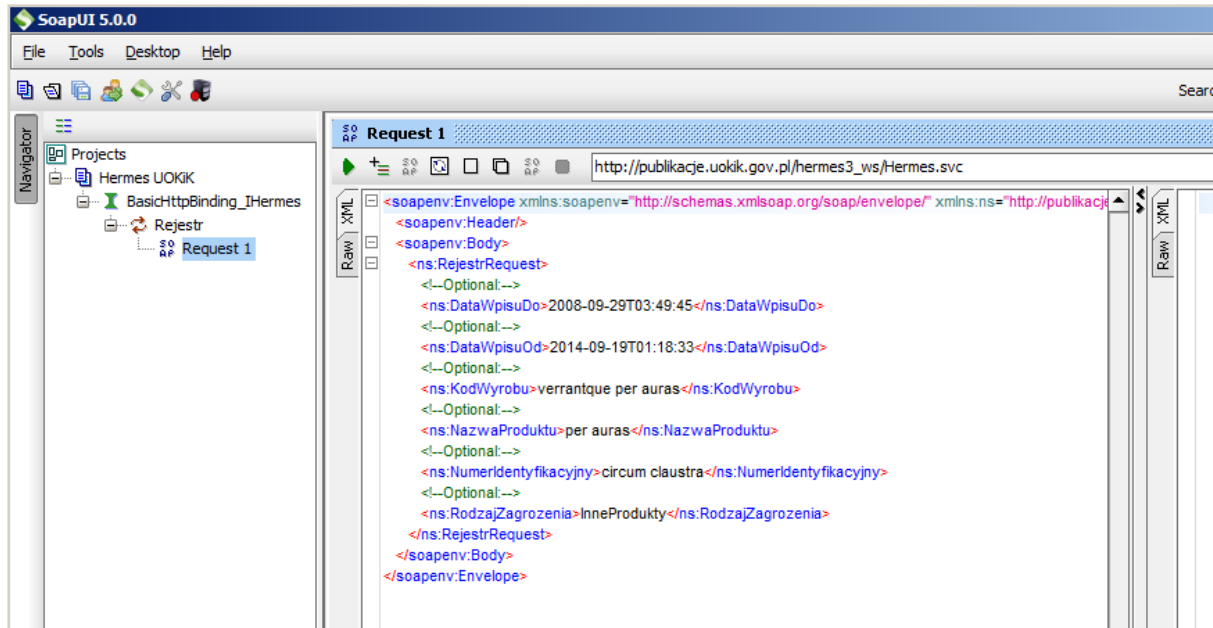 SoapUI 5.0.0
File Tools Desktop Help
Searc
Navigator
Projects
Hermes UOKiK
BasicHttpBinding_IHermes
Rejestr
Request 1
Request 1
http://publikacje.uokik.gov.pl/hermes3_ws/Hermes.svc
XML
Raw
<soapenv:Envelope xmlns:soapenv="http://schemas.xmlsoap.org/soap/envelope/" xmlns:ns="http://publikacje
<soapenv:Header/>
<soapenv:Body>
<ns:RejestrRequest>
<!--Optional:-->
<ns:DataWpisuDo>2008-09-29T03:49:45</ns:DataWpisuDo>
<!--Optional:-->
<ns:DataWpisuOd>2014-09-19T01:18:33</ns:DataWpisuOd>
<!--Optional:-->
<ns:KodWyrobu>verrantque per auras</ns:KodWyrobu>
<!--Optional:-->
<ns:NazwaProduktu>per auras</ns:NazwaProduktu>
<!--Optional:-->
<ns:NumerIdentyfikacyjny>circum claustra</ns:NumerIdentyfikacyjny>
<!--Optional:-->
<ns:RodzajZagrozenia>InneProdukty</ns:RodzajZagrozenia>
</ns:RejestrRequest>
</soapenv:Body>
</soapenv:Envelope>
XML
Raw